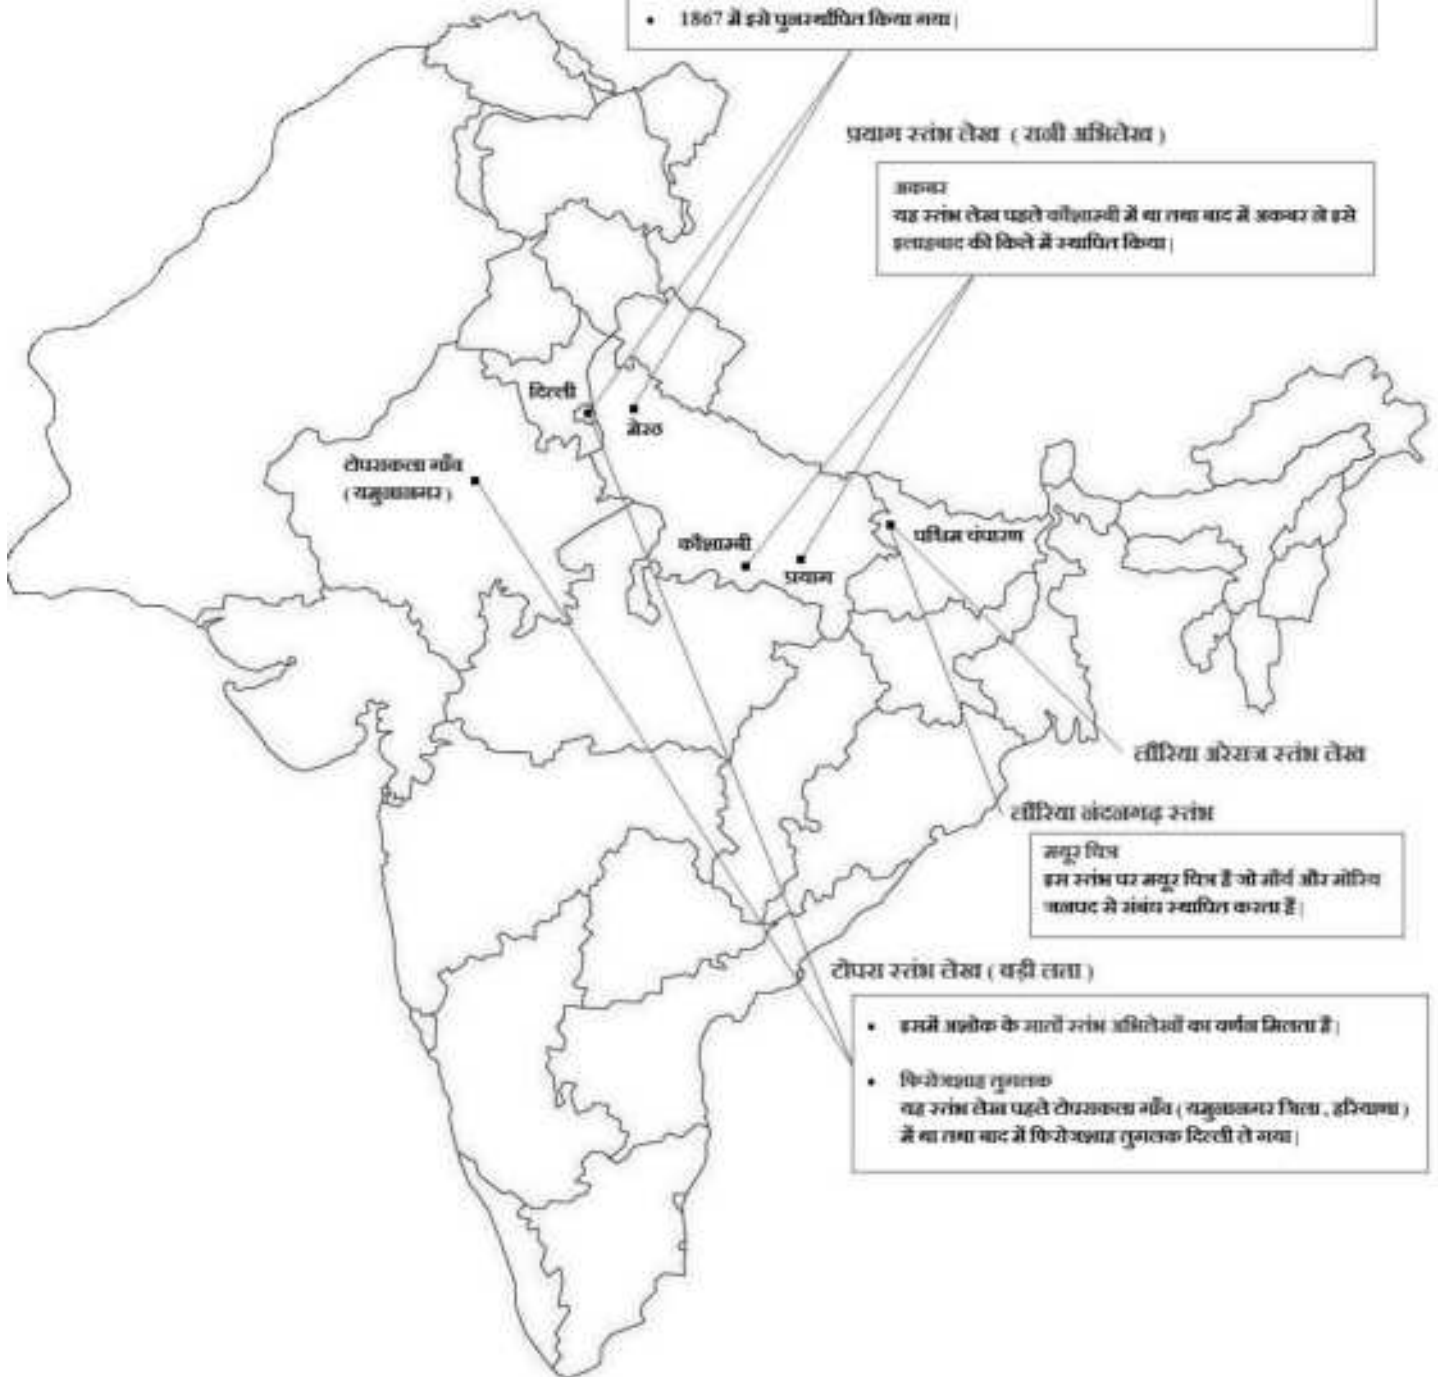 • 1867 में इसे पुनर्स्थापित किया गया |
प्रयाग स्तंभ लेख ( रानी अभिलेख )
अकबर
यह स्तंभ लेख पहले कौशाम्बी में था तथा बाद में अकबर ने इसे
इलाहबाद की किले में स्थापित किया |
दिल्ली
मेरठ
टोपराकला गाँव
( यमुनानगर )
कौशाम्बी
प्रयाग
पश्चिम चंपारण
लौरिया अरेराज स्तंभ लेख
लौरिया नंदनगढ़ स्तंभ
मयूर चित्र
इस स्तंभ पर मयूर चित्र है जो मौर्य और मोरिय
जनपद से संबंध स्थापित करता है |
टोपरा स्तंभ लेख ( बड़ी लता )
• इसमें अशोक के सातों स्तंभ अभिलेखों का वर्णन मिलता है |
• फिरोजशाह तुगलक
यह स्तंभ लेख पहले टोपराकला गाँव ( यमुनानगर जिला , हरियाणा )
में था तथा बाद में फिरोजशाह तुगलक दिल्ली ले गया |